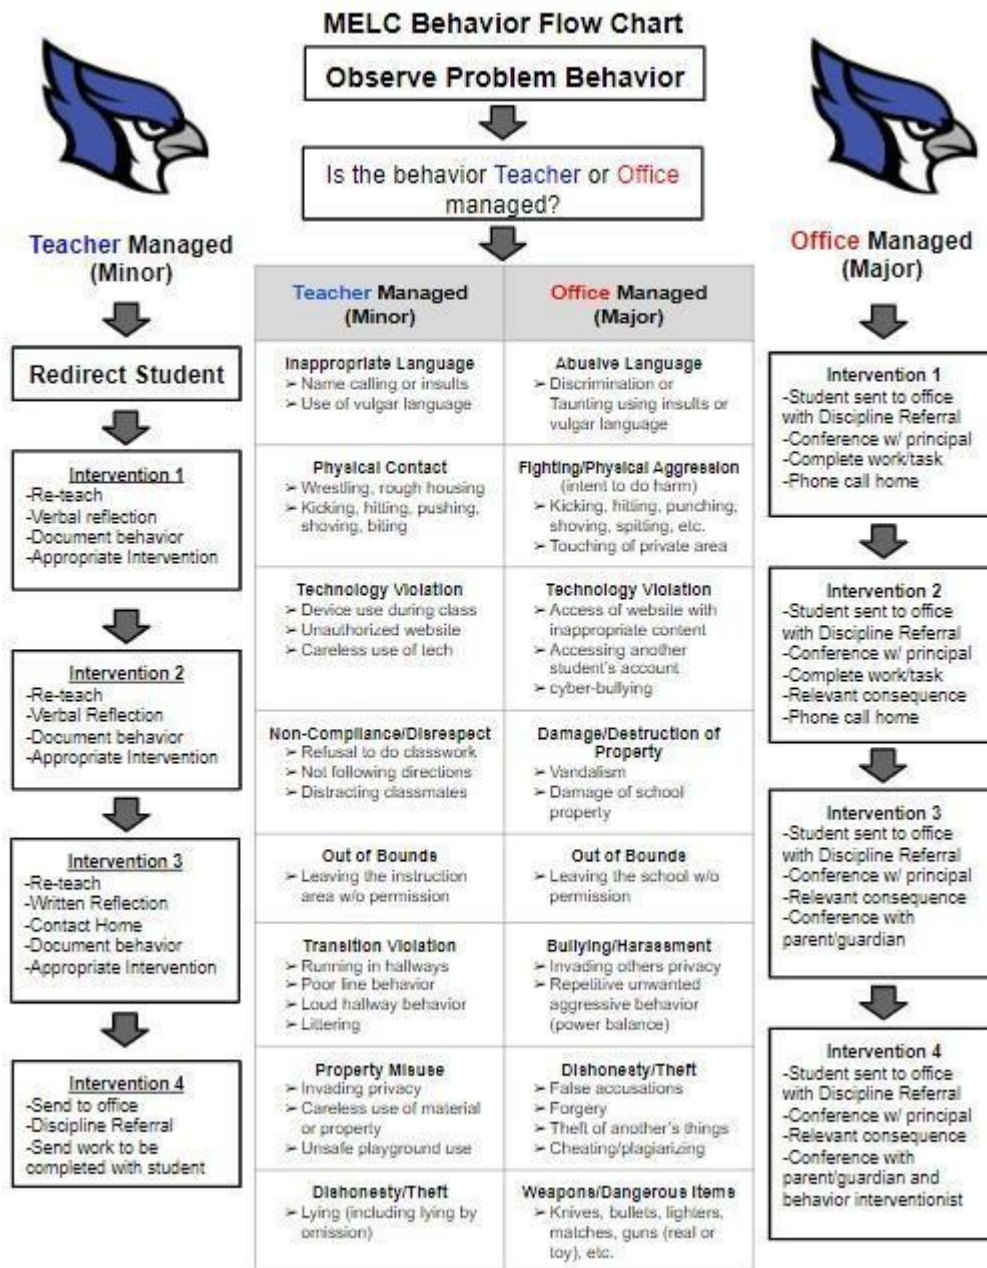 MELC Behavior Flow Chart
Observe Problem Behavior
Is the behavior Teacher or Office
managed?
Teacher Managed
(Minor)
Redirect Student
Intervention 1
-Re-teach
-Verbal reflection
-Document behavior
-Appropriate Intervention
Intervention 2
-Re-teach
-Verbal Reflection
-Document behavior
-Appropriate Intervention
Intervention 3
-Re-teach
-Written Reflection
-Contact Home
-Document behavior
-Appropriate Intervention
Intervention 4
-Send to office
-Discipline Referral
-Send work to be
completed with student
Teacher Managed
(Minor)
Office Managed
(Major)
Inappropriate Language
➢ Name calling or insults
➢ Use of vulgar language
Abusive Language
➢ Discrimination or
Taunting using insults or
vulgar language
Physical Contact
➢ Wrestling, rough housing
➢ Kicking, hitting, pushing,
shoving, biting
Fighting/Physical Aggression
(intent to do harm)
➢ Kicking, hitting, punching,
shoving, spitting, etc.
➢ Touching of private area
Technology Violation
➢ Device use during class
➢ Unauthorized website
➢ Careless use of tech
Technology Violation
➢ Access of website with
inappropriate content
➢ Accessing another
student's account
➢ cyber-bullying
Non-Compliance/Disrespect
➢ Refusal to do classwork
➢ Not following directions
➢ Distracting classmates
Damage/Destruction of
Property
➢ Vandalism
➢ Damage of school
property
Out of Bounds
➢ Leaving the instruction
area w/o permission
Out of Bounds
➢ Leaving the school w/o
permission
Transition Violation
➢ Running in hallways
➢ Poor line behavior
➢ Loud hallway behavior
➢ Littering
Bullying/Harassment
➢ Invading others privacy
➢ Repetitive unwanted
aggressive behavior
(power balance)
Property Misuse
➢ Invading privacy
➢ Careless use of material
or property
➢ Unsafe playground use
Dishonesty/Theft
➢ False accusations
➢ Forgery
➢ Theft of another's things
➢ Cheating/plagiarizing
Dishonesty/Theft
➢ Lying (including lying by
omission)
Weapons/Dangerous Items
➢ Knives, bullets, lighters,
matches, guns (real or
toy), etc.
Office Managed
(Major)
Intervention 1
-Student sent to office
with Discipline Referral
-Conference w/ principal
-Complete work/task
-Phone call home
Intervention 2
-Student sent to office
with Discipline Referral
-Conference w/ principal
-Complete work/task
-Relevant consequence
-Phone call home
Intervention 3
-Student sent to office
with Discipline Referral
-Conference w/ principal
-Relevant consequence
-Conference with
parent/guardian
Intervention 4
-Student sent to office
with Discipline Referral
-Conference w/ principal
-Relevant consequence
-Conference with
parent/guardian and
behavior interventionist